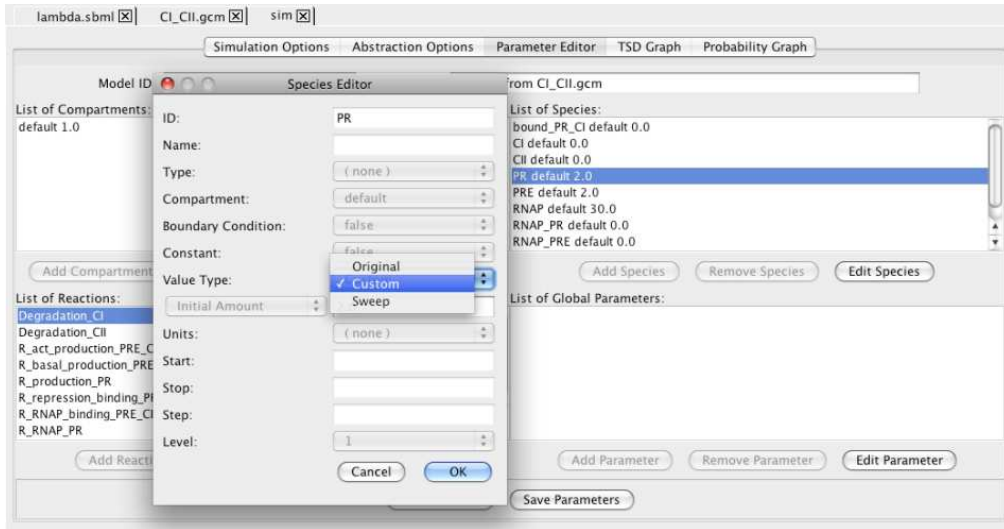 lambda.sbml CI_CII.gcm sim
Simulation Options Abstraction Options Parameter Editor TSD Graph Probability Graph
Model ID from CI_CII.gcm
List of Compartments:
default 1.0
Add Compartment
List of Reactions:
Degradation_CI
Degradation_CII
R_act_production_PRE_C
R_basal_production_PRE
R_production_PR
R_repression_binding_PI
R_RNAP_binding_PRE_CI
R_RNAP_PR
Add Reacti
Species Editor
ID: PR
Name:
Type: (none)
Compartment: default
Boundary Condition: false
Constant: false
Value Type:
Original
✓ Custom
Sweep
Initial Amount
Units: (none)
Start:
Stop:
Step:
Level: 1
Cancel OK
List of Species:
bound_PR_CI default 0.0
CI default 0.0
CII default 0.0
PR default 2.0
PRE default 2.0
RNAP default 30.0
RNAP_PR default 0.0
RNAP_PRE default 0.0
Add Species Remove Species Edit Species
List of Global Parameters:
Add Parameter Remove Parameter Edit Parameter
Save Parameters